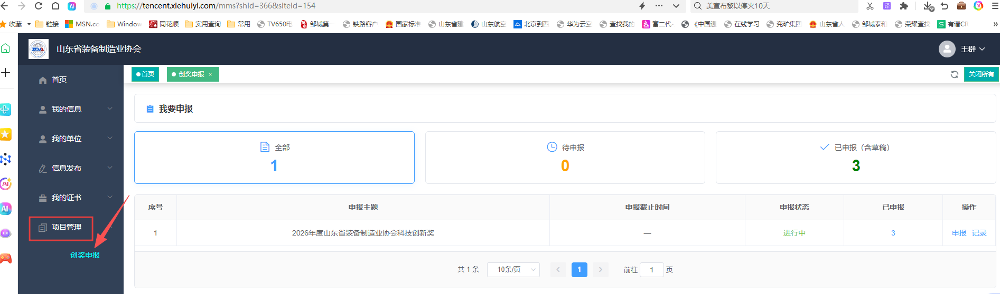 https://tencent.xiehuiyi.com/mms?shId=366&siteId=154
美宣布黎以停火10天
收藏 链接 MSN.co Window 同花顺 实用查询 常用 TV650电 邹城第一 铁路客户 国家标准 山东省建 山东航空 北京到西 华为云空 查找我的 富二代- 《中国通 在线学习 兖矿集团 山东省人 邹城泰和 荣耀查找 有谱CR
山东省装备制造业协会
王群
首页
我的信息
我的单位
信息发布
我的证书
项目管理
创奖申报
首页 创奖申报 ×
关闭所有
我要申报
全部
1
待申报
0
已申报（含草稿）
3
序号 申报主题 申报截止时间 申报状态 已申报 操作
1 2026年度山东省装备制造业协会科技创新奖 — 进行中 3 申报 记录
共 1 条 10条/页 1 前往 1 页